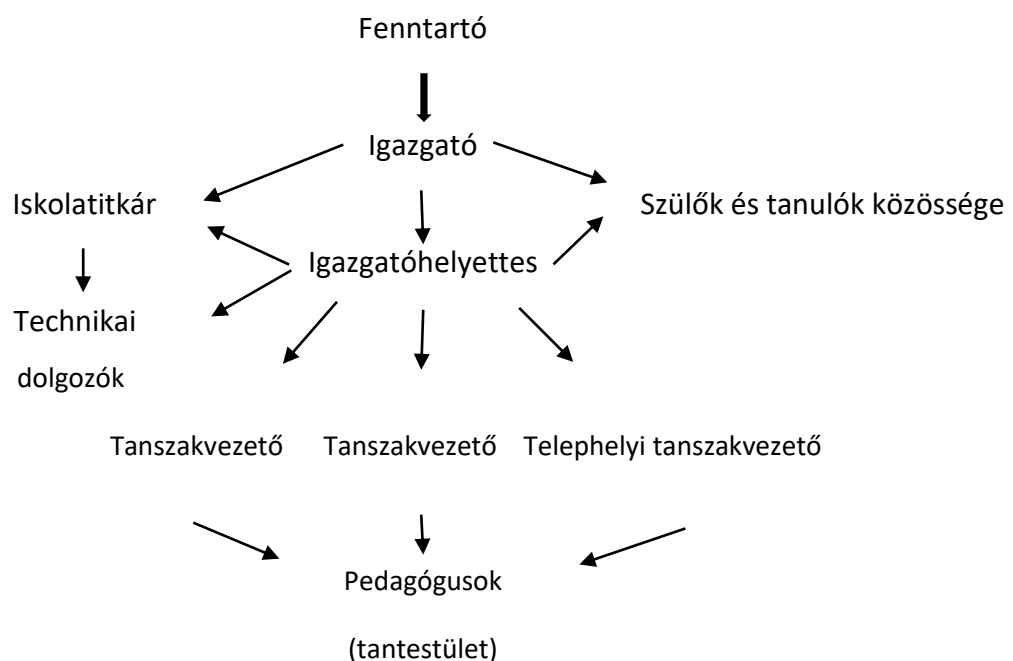 Fenntartó
Igazgató
Iskolatitkár
Szülők és tanulók közössége
Igazgatóhelyettes
Technikai
dolgozók
Tanszakvezető
Tanszakvezető
Telephelyi tanszakvezető
Pedagógusok
(tantestület)